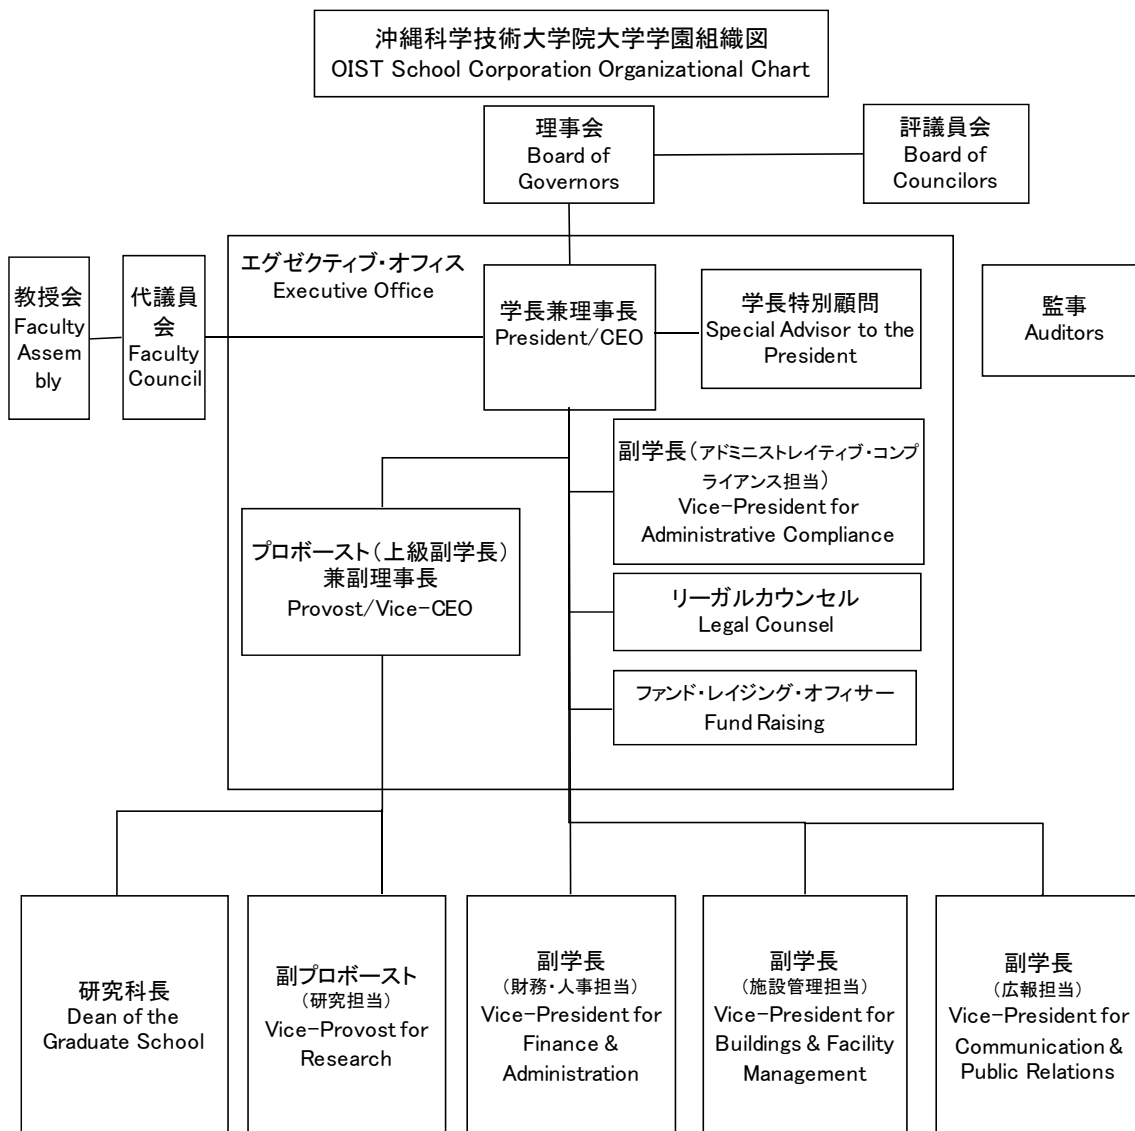 沖縄科学技術大学院大学学園組織図
OIST School Corporation Organizational Chart
理事会
Board of
Governors
評議員会
Board of
Councilors
エグゼクティブ・オフィス
Executive Office
教授会
Faculty
Assem
bly
代議員
会
Faculty
Council
学長兼理事長
President/CEO
学長特別顧問
Special Advisor to the
President
監事
Auditors
副学長（アドミニストレイティブ・コンプ
ライアンス担当）
Vice-President for
Administrative Compliance
プロボースト（上級副学長）
兼副理事長
Provost/Vice-CEO
リーガルカウンセル
Legal Counsel
ファンド・レイジング・オフィサー
Fund Raising
研究科長
Dean of the
Graduate School
副プロボースト
（研究担当）
Vice-Provost for
Research
副学長
（財務・人事担当）
Vice-President for
Finance &
Administration
副学長
（施設管理担当）
Vice-President for
Buildings & Facility
Management
副学長
（広報担当）
Vice-President for
Communication &
Public Relations